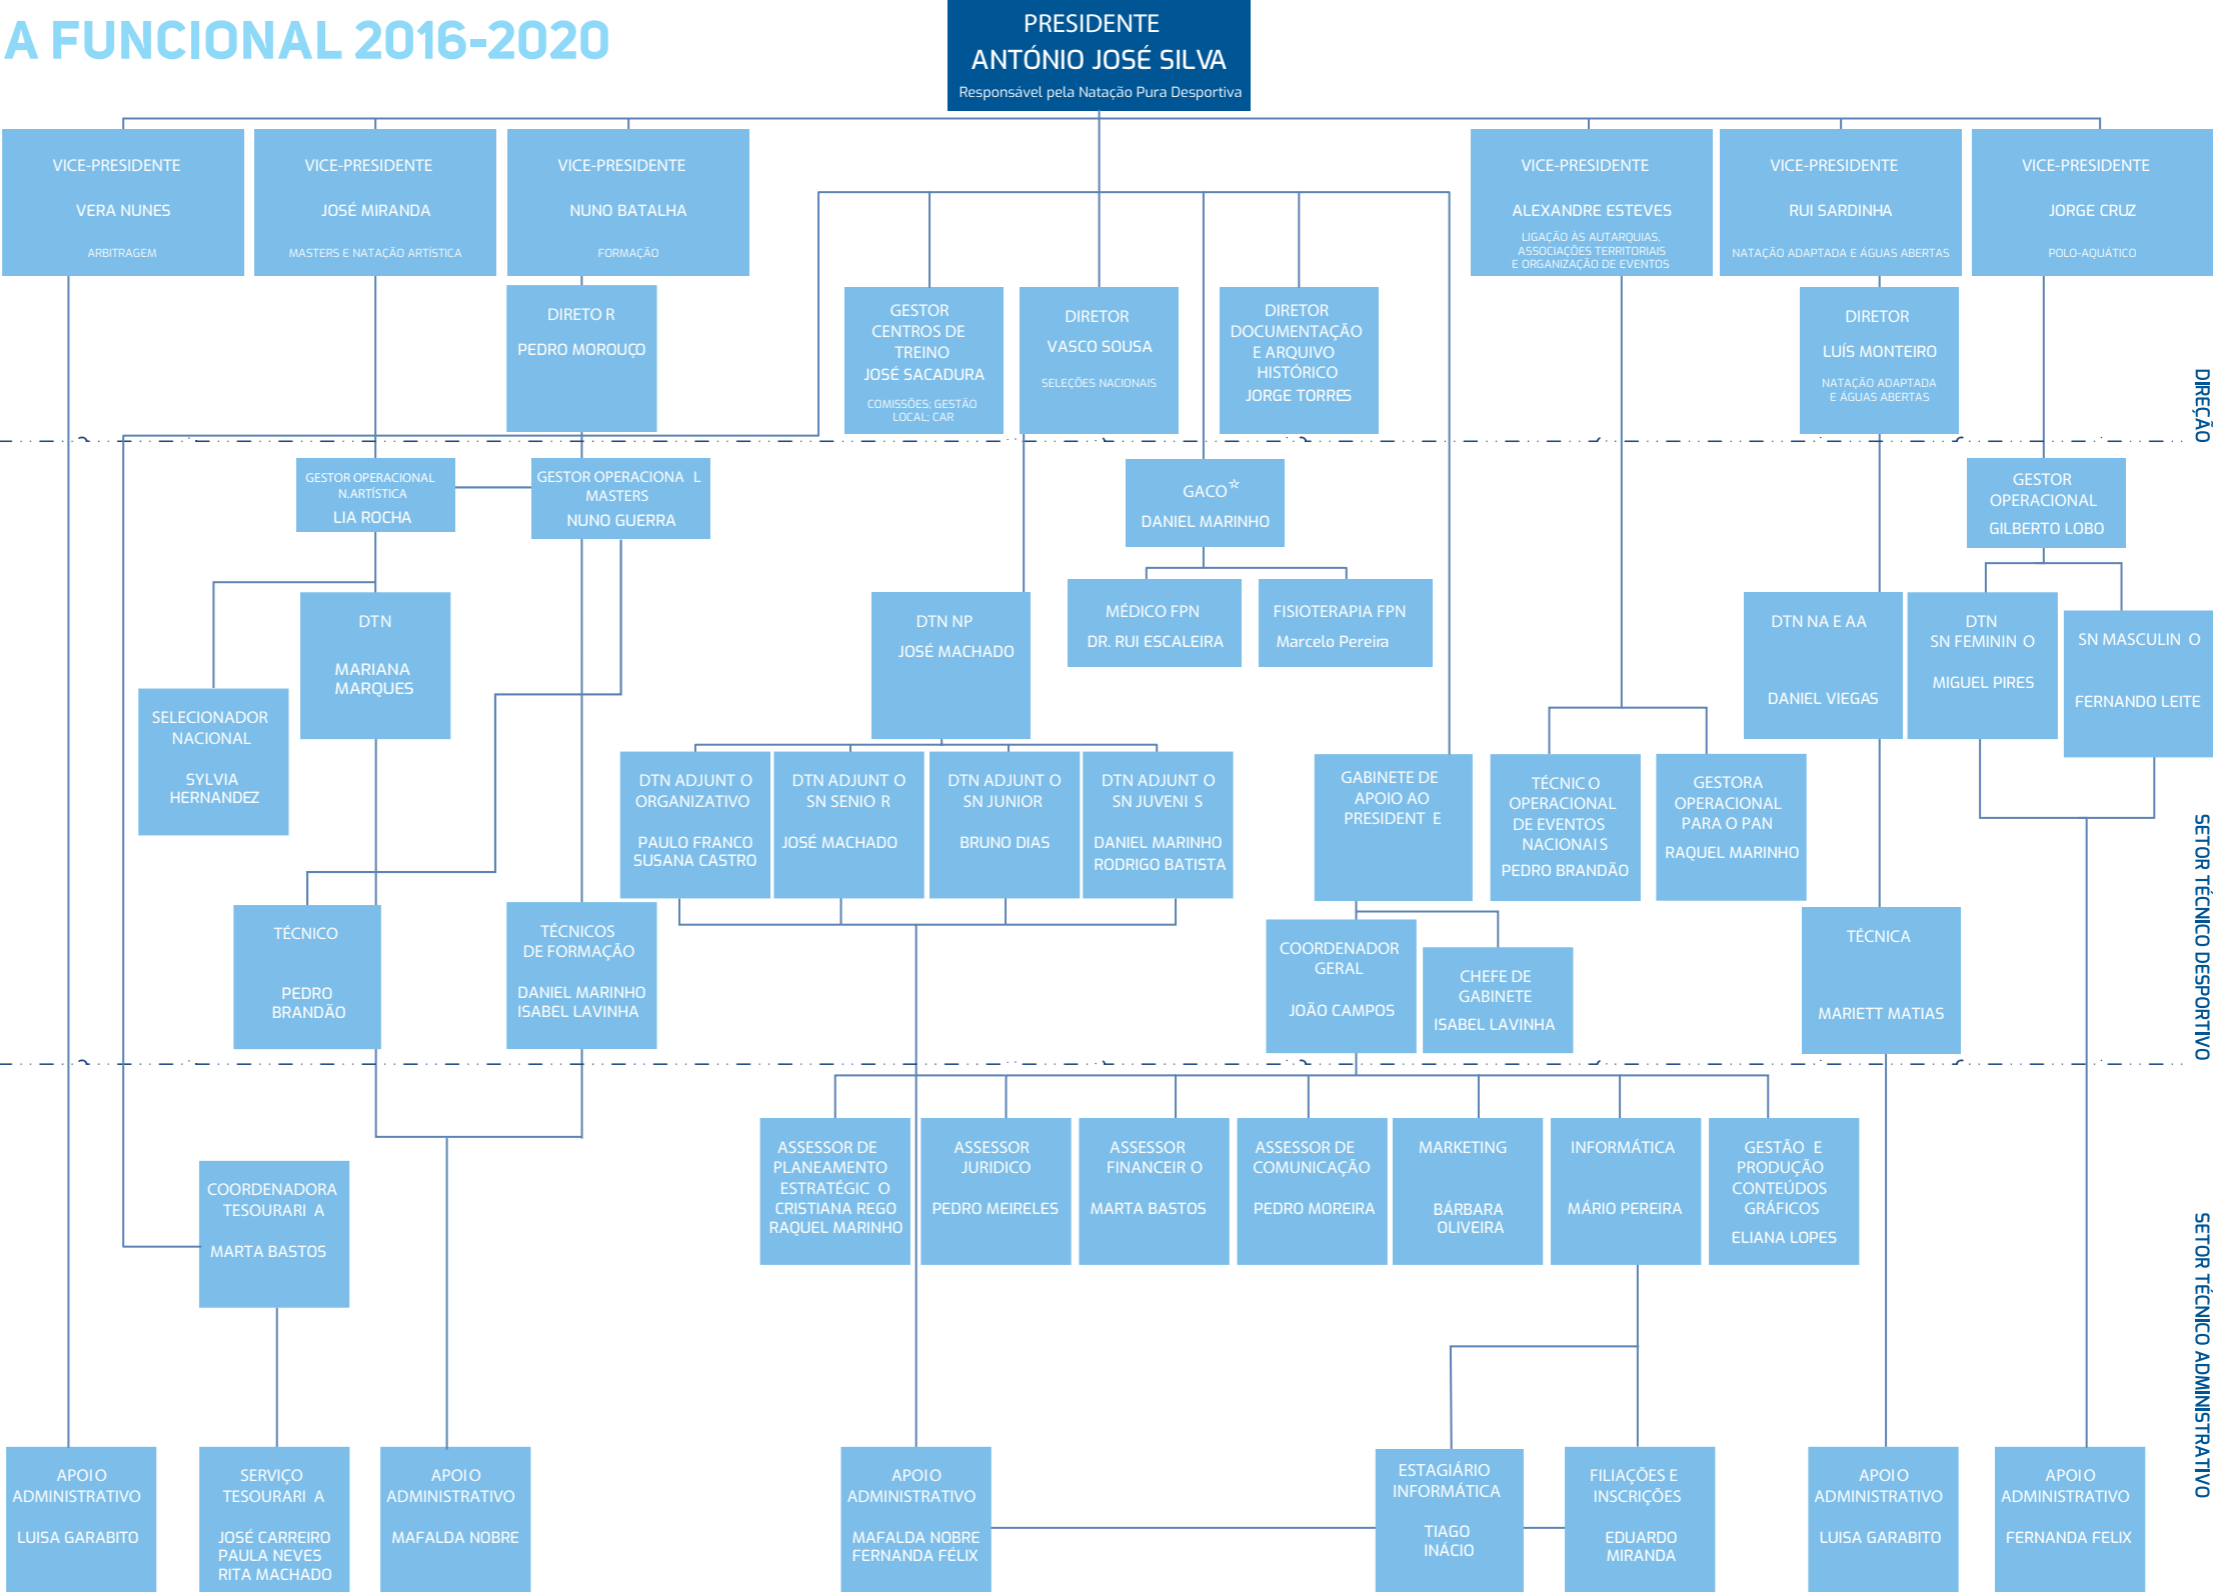 A FUNCIONAL 2016-2020
PRESIDENTE
ANTÓNIO JOSÉ SILVA
Responsável pela Natação Pura Desportiva
VICE-PRESIDENTE
VERA NUNES
ARBITRAGEM
VICE-PRESIDENTE
JOSÉ MIRANDA
MASTERS E NATAÇÃO ARTÍSTICA
VICE-PRESIDENTE
NUNO BATALHA
FORMAÇÃO
VICE-PRESIDENTE
ALEXANDRE ESTEVES
LIGAÇÃO ÀS AUTARQUIAS,
ASSOCIAÇÕES TERRITORIAIS
E ORGANIZAÇÃO DE EVENTOS
VICE-PRESIDENTE
RUI SARDINHA
NATAÇÃO ADAPTADA E ÁGUAS ABERTAS
VICE-PRESIDENTE
JORGE CRUZ
POLO-AQUÁTICO
DIRETO R
PEDRO MOROUÇO
GESTOR
CENTROS DE
TREINO
JOSÉ SACADURA
COMISSÕES; GESTÃO
LOCAL; CAR
DIRETOR
VASCO SOUSA
SELEÇÕES NACIONAIS
DIRETOR
DOCUMENTAÇÃO
E ARQUIVO
HISTÓRICO
JORGE TORRES
DIRETOR
LUÍS MONTEIRO
NATAÇÃO ADAPTADA
E ÁGUAS ABERTAS
DIREÇÃO
GESTOR OPERACIONAL
N.ARTÍSTICA
LIA ROCHA
GESTOR OPERACIONA L
MASTERS
NUNO GUERRA
GACO*
DANIEL MARINHO
GESTOR
OPERACIONAL
GILBERTO LOBO
DTN
MARIANA
MARQUES
DTN NP
JOSÉ MACHADO
MÉDICO FPN
DR. RUI ESCALEIRA
FISIOTERAPIA FPN
Marcelo Pereira
DTN NA E AA
DANIEL VIEGAS
DTN
SN FEMININ O
MIGUEL PIRES
SN MASCULIN O
FERNANDO LEITE
SELECIONADOR
NACIONAL
SYLVIA
HERNANDEZ
DTN ADJUNT O
ORGANIZATIVO
PAULO FRANCO
SUSANA CASTRO
DTN ADJUNT O
SN SENIO R
JOSÉ MACHADO
DTN ADJUNT O
SN JUNIOR
BRUNO DIAS
DTN ADJUNT O
SN JUVENI S
DANIEL MARINHO
RODRIGO BATISTA
GABINETE DE
APOIO AO
PRESIDENT E
TÉCNIC O
OPERACIONAL
DE EVENTOS
NACIONAI S
PEDRO BRANDÃO
GESTORA
OPERACIONAL
PARA O PAN
RAQUEL MARINHO
SETOR TÉCNICO DESPORTIVO
TÉCNICO
PEDRO
BRANDÃO
TÉCNICOS
DE FORMAÇÃO
DANIEL MARINHO
ISABEL LAVINHA
COORDENADOR
GERAL
JOÃO CAMPOS
CHEFE DE
GABINETE
ISABEL LAVINHA
TÉCNICA
MARIETT MATIAS
COORDENADORA
TESOURARI A
MARTA BASTOS
ASSESSOR DE
PLANEAMENTO
ESTRATÉGIC O
CRISTIANA REGO
RAQUEL MARINHO
ASSESSOR
JURIDICO
PEDRO MEIRELES
ASSESSOR
FINANCEIR O
MARTA BASTOS
ASSESSOR DE
COMUNICAÇÃO
PEDRO MOREIRA
MARKETING
BÁRBARA
OLIVEIRA
INFORMÁTICA
MÁRIO PEREIRA
GESTÃO E
PRODUÇÃO
CONTEÚDOS
GRÁFICOS
ELIANA LOPES
SETOR TÉCNICO ADMINISTRATIVO
APOI O
ADMINISTRATIVO
LUISA GARABITO
SERVIÇO
TESOURARI A
JOSÉ CARREIRO
PAULA NEVES
RITA MACHADO
APOI O
ADMINISTRATIVO
MAFALDA NOBRE
APOI O
ADMINISTRATIVO
MAFALDA NOBRE
FERNANDA FÉLIX
ESTAGIÁRIO
INFORMÁTICA
TIAGO
INÁCIO
FILIAÇÕES E
INSCRIÇÕES
EDUARDO
MIRANDA
APOI O
ADMINISTRATIVO
LUISA GARABITO
APOI O
ADMINISTRATIVO
FERNANDA FELIX